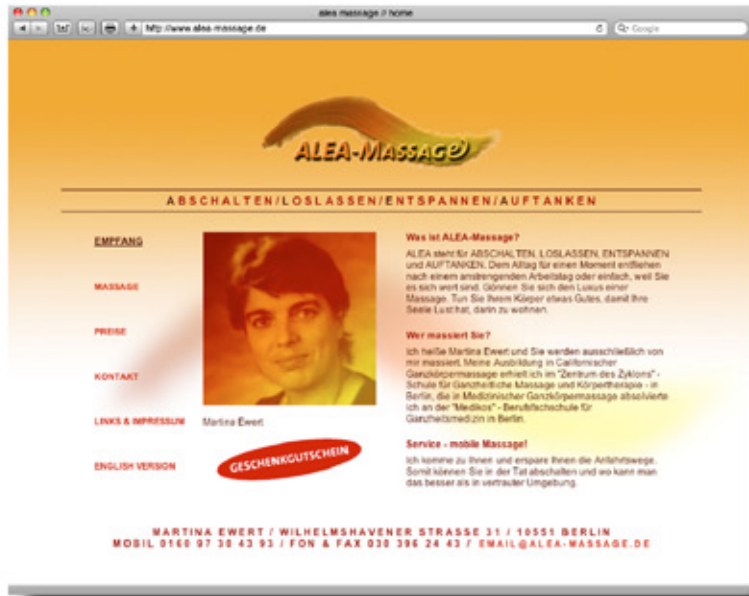 alea massage // home
http://www.alea-massage.de
Google
ALEA-MASSAGE
ABSCHALTEN/LOSLASSEN/ENTSPANNEN/AUFTANKEN
EMPFANG
MASSAGE
PREISE
KONTAKT
LINKS & IMPRESSUM
ENGLISH VERSION
Martina Ewert
GESCHENKGUTSCHEIN
Was ist ALEA-Massage?
ALEA steht für ABSCHALTEN, LOSLASSEN, ENTSPANNEN
und AUFTANKEN. Dem Alltag für einen Moment entfliehen
nach einem anstrengenden Arbeitstag oder einfach, weil Sie
es sich wert sind. Gönnen Sie sich den Luxus einer
Massage. Tun Sie Ihrem Körper etwas Gutes, damit Ihre
Seele Lust hat, darin zu wohnen.
Wer massiert Sie?
Ich heiße Martina Ewert und Sie werden ausschließlich von
mir massiert. Meine Ausbildung in Californischer
Ganzkörpermassage erhielt ich im "Zentrum des Zyklons" -
Schule für Ganzheitliche Massage und Körpertherapie - in
Berlin, die in Medizinischer Ganzkörpermassage absolvierte
ich an der "Medikos" - Berufsfachschule für
Ganzheitsmedizin in Berlin.
Service - mobile Massage!
Ich komme zu Ihnen und erspare Ihnen die Anfahrtswege.
Somit können Sie in der Tat abschalten und wo kann man
das besser als in vertrauter Umgebung.
MARTINA EWERT / WILHELMSHAVENER STRASSE 31 / 10551 BERLIN
MOBIL 0160 97 30 43 93 / FON & FAX 030 396 24 43 / EMAIL@ALEA-MASSAGE.DE